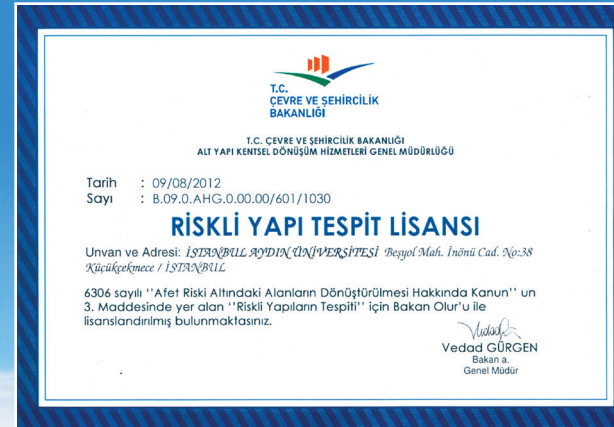 T.C.
ÇEVRE VE ŞEHİRCİLİK
BAKANLIĞI
T.C. ÇEVRE VE ŞEHİRCİLİK BAKANLIĞI
ALT YAPI KENTSEL DÖNÜŞÜM HİZMETLERİ GENEL MÜDÜRLÜĞÜ
Tarih : 09/08/2012
Sayı : B.09.0.AHG.0.00.00/601/1030
RİSKLİ YAPI TESPİT LİSANSI
Unvan ve Adresi: İSTANBUL AYDIN ÜNİVERSİTESİ Beşyol Mah. İnönü Cad. No:38
Küçükçekmece / İSTANBUL
6306 sayılı ''Afet Riski Altındaki Alanların Dönüştürülmesi Hakkında Kanun'' un
3. Maddesinde yer alan ''Riskli Yapıların Tespiti'' için Bakan Olur'u ile
lisanslandırılmış bulunmaktasınız.
Vedad GÜRGEN
Bakan a.
Genel Müdür